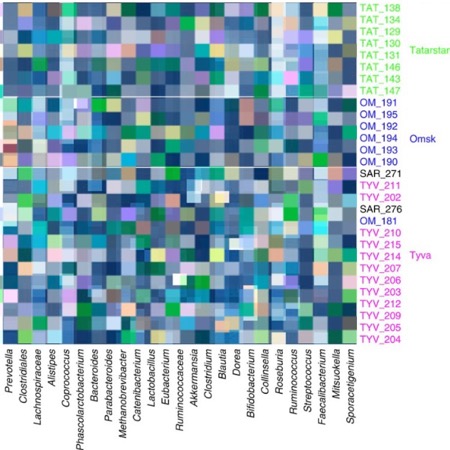 TAT_138
TAT_134
TAT_129
TAT_130
TAT_131
TAT_146
TAT_143
TAT_147
Tatarstar
OM_191
OM_195
OM_192
OM_194
OM_193
OM_190
Omsk
SAR_271
TYV_211
TYV_202
SAR_276
OM_181
TYV_210
TYV_215
TYV_214
TYV_207
TYV_206
TYV_203
TYV_212
TYV_209
TYV_205
TYV_204
Tyva
Prevotella
Clostridiales
Lachnospiraceae
Alistipes
Coprococcus
Phascolarctobacterium
Bacteroides
Parabacteroides
Methanobrevibacter
Catenibacterium
Lactobacillus
Eubacterium
Ruminococcaceae
Akkermansia
Clostridium
Blautia
Dorea
Bifidobacterium
Collinsella
Roseburia
Ruminococcus
Streptococcus
Faecalibacterium
Mitsuokella
Sporacetigenium